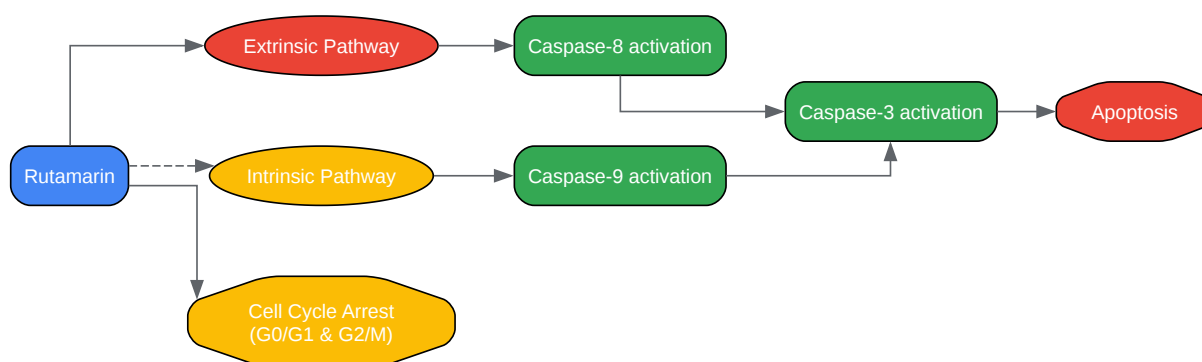 Extrinsic Pathway
Caspase-8 activation
Caspase-3 activation
Apoptosis
Rutamarin
Intrinsic Pathway
Caspase-9 activation
Cell Cycle Arrest
(G0/G1 & G2/M)